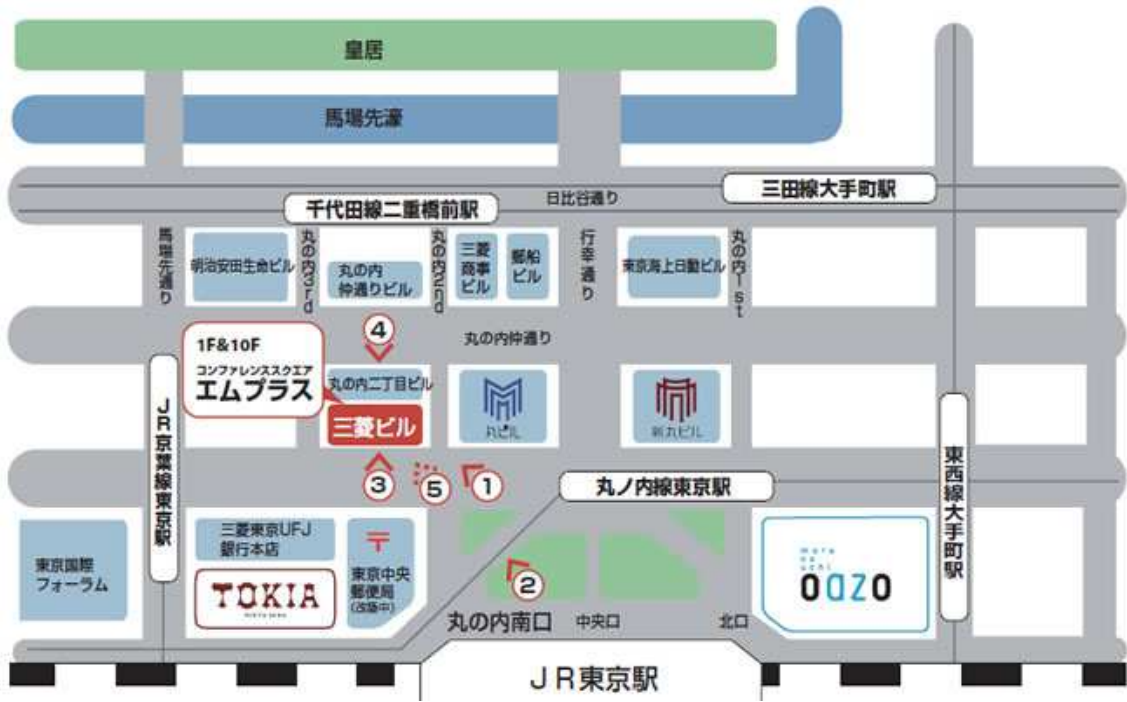 皇居
馬場先濠
三田線大手町駅
日比谷通り
千代田線二重橋前駅
馬場先通り
明治安田生命ビル
丸の内3rd
丸の内
仲通りビル
丸の内2nd
三菱
商事
ビル
郵船
ビル
行幸通り
東京海上日動ビル
丸の内1st
1F&10F
コンファレンススクエア
エムプラス
④
丸の内仲通り
丸の内二丁目ビル
三菱ビル
丸ビル
新丸ビル
JR京葉線東京駅
③
⑤
①
丸ノ内線東京駅
東西線大手町駅
東京国際
フォーラム
三菱東京UFJ
銀行本店
TOKIA
〒
東京中央
郵便局
(改築中)
②
maru
no
uchi
oazo
丸の内南口
中央口
北口
JR東京駅